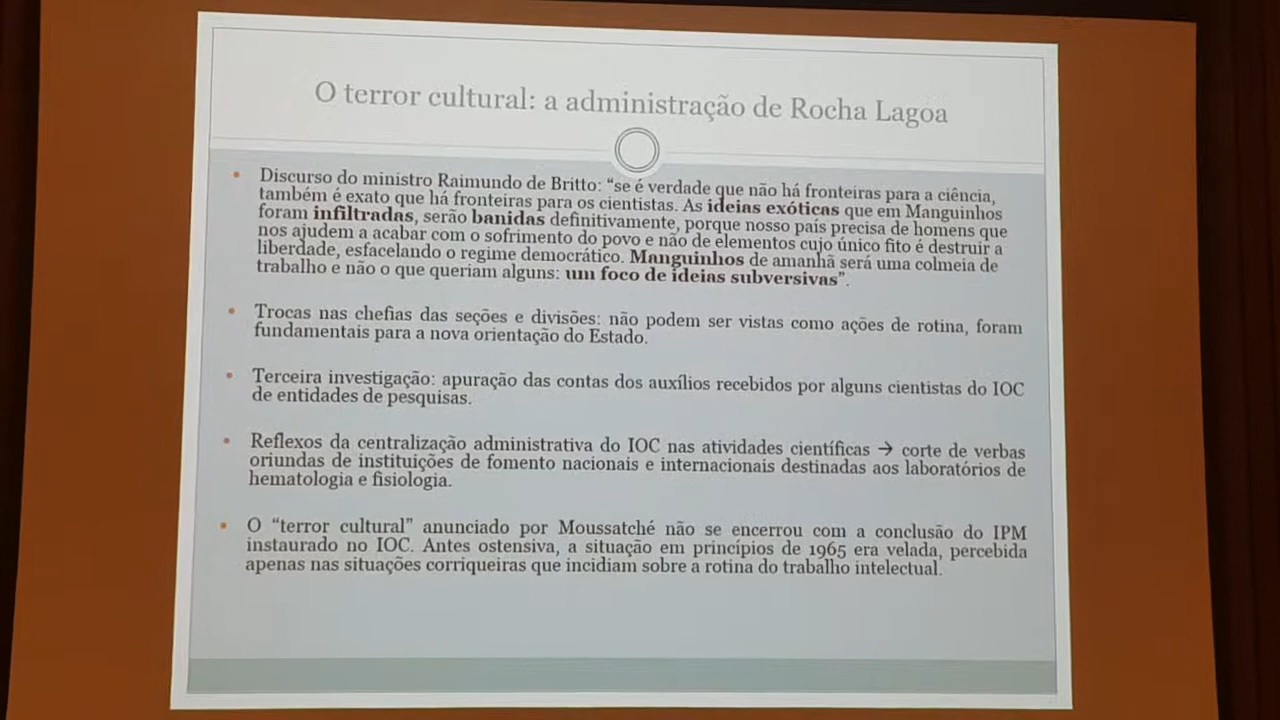 O terror cultural: a administração de Rocha Lagoa
• Discurso do ministro Raimundo de Britto: “se é verdade que não há fronteiras para a ciência,
também é exato que há fronteiras para os cientistas. As ideias exóticas que em Manguinhos
foram infiltradas, serão banidas definitivamente, porque nosso país precisa de homens que
nos ajudem a acabar com o sofrimento do povo e não de elementos cujo único fito é destruir a
liberdade, esfacelando o regime democrático. Manguinhos de amanhã será uma colmeia de
trabalho e não o que queriam alguns: um foco de ideias subversivas”.
• Trocas nas chefias das seções e divisões: não podem ser vistas como ações de rotina, foram
fundamentais para a nova orientação do Estado.
• Terceira investigação: apuração das contas dos auxílios recebidos por alguns cientistas do IOC
de entidades de pesquisas.
• Reflexos da centralização administrativa do IOC nas atividades científicas → corte de verbas
oriundas de instituições de fomento nacionais e internacionais destinadas aos laboratórios de
hematologia e fisiologia.
• O “terror cultural” anunciado por Moussatché não se encerrou com a conclusão do IPM
instaurado no IOC. Antes ostensiva, a situação em princípios de 1965 era velada, percebida
apenas nas situações corriqueiras que incidiam sobre a rotina do trabalho intelectual.